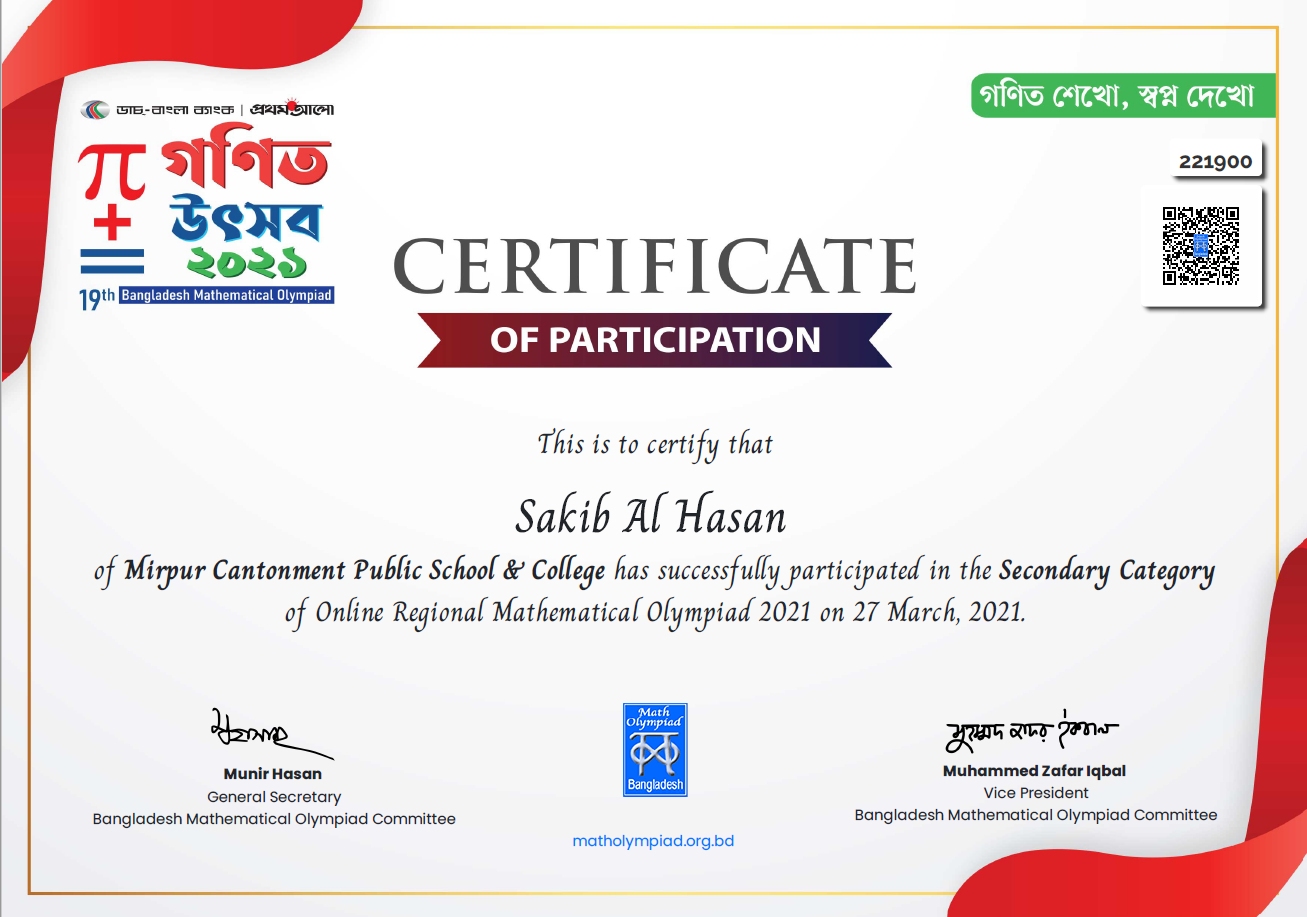 ডাচ্-বাংলা ব্যাংক | প্রথম আলো
গণিত
উৎসব
২০২১
π
+
=
19th Bangladesh Mathematical Olympiad
গণিত শেখো, স্বপ্ন দেখো
221900
CERTIFICATE
OF PARTICIPATION
This is to certify that
Sakib Al Hasan
of Mirpur Cantonment Public School & College has successfully participated in the Secondary Category
of Online Regional Mathematical Olympiad 2021 on 27 March, 2021.
মুহম্মদ জাফর ইকবাল
Munir Hasan
General Secretary
Bangladesh Mathematical Olympiad Committee
Math
Olympiad
Bangladesh
matholympiad.org.bd
Muhammed Zafar Iqbal
Vice President
Bangladesh Mathematical Olympiad Committee